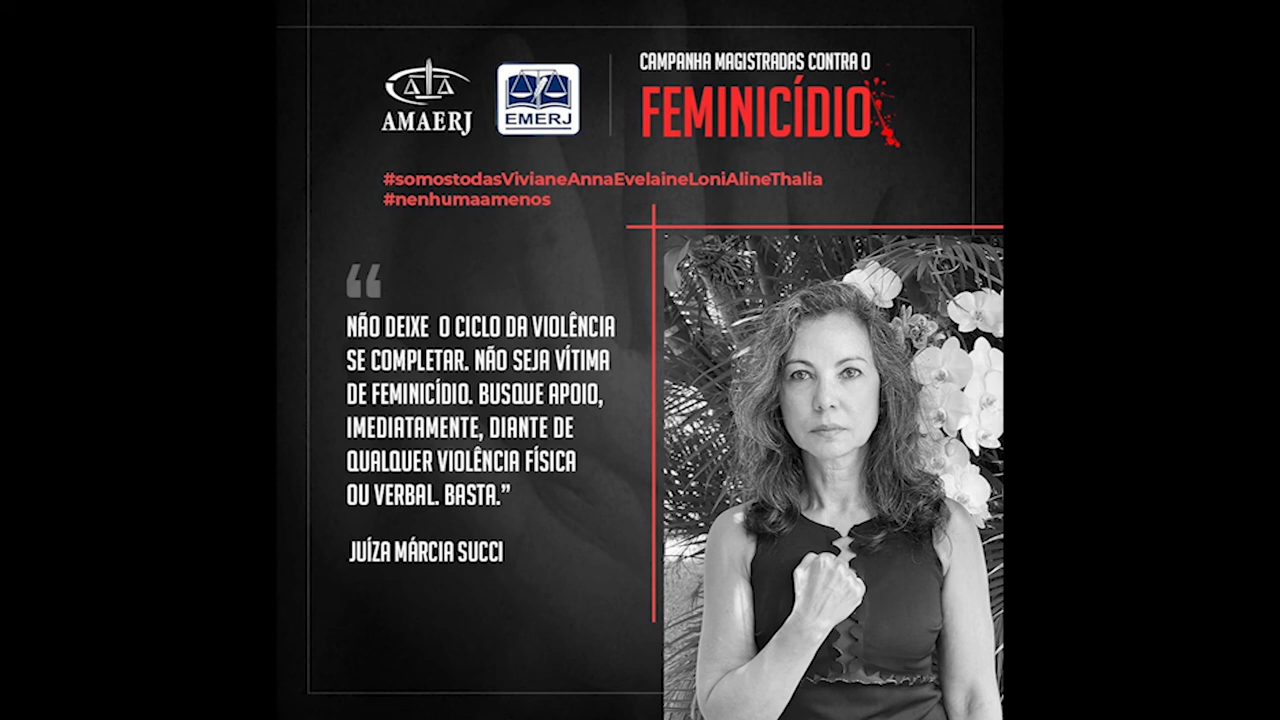 AMAERJ
EMERJ
CAMPANHA MAGISTRADAS CONTRA O
FEMINICÍDIO
#somostodasVivianeAnnaEvelaineLoniAlineThalia
#nenhumaamenos
“
NÃO DEIXE O CICLO DA VIOLÊNCIA
SE COMPLETAR. NÃO SEJA VÍTIMA
DE FEMINICÍDIO. BUSQUE APOIO,
IMEDIATAMENTE, DIANTE DE
QUALQUER VIOLÊNCIA FÍSICA
OU VERBAL. BASTA.”
JUÍZA MÁRCIA SUCCI